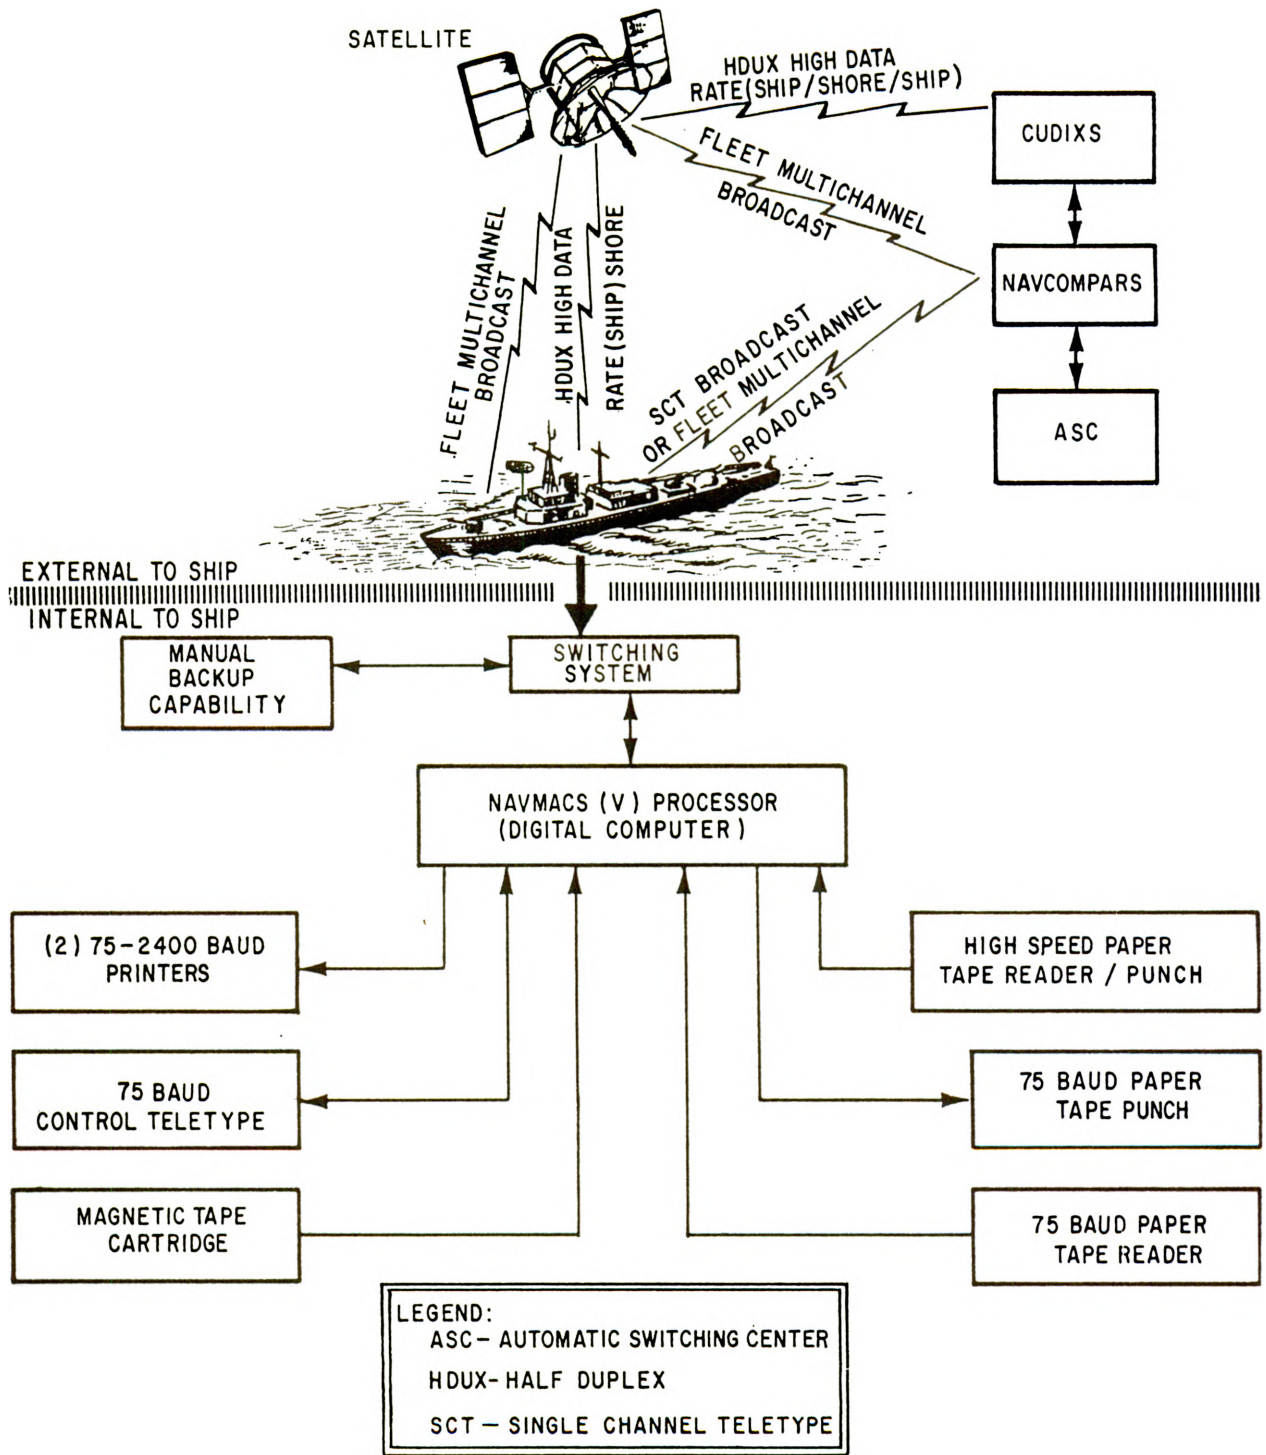 SATELLITE
HDUX HIGH DATA
RATE(SHIP/SHORE/SHIP)
CUDIXS
FLEET MULTICHANNEL
BROADCAST
NAVCOMPARS
FLEET MULTICHANNEL
BROADCAST
HDUX HIGH DATA
RATE(SHIP)SHORE
SCT BROADCAST
OR FLEET MULTICHANNEL
BROADCAST
ASC
EXTERNAL TO SHIP
INTERNAL TO SHIP
MANUAL
BACKUP
CAPABILITY
SWITCHING
SYSTEM
NAVMACS (V) PROCESSOR
(DIGITAL COMPUTER)
(2) 75-2400 BAUD
PRINTERS
HIGH SPEED PAPER
TAPE READER / PUNCH
75 BAUD
CONTROL TELETYPE
75 BAUD PAPER
TAPE PUNCH
MAGNETIC TAPE
CARTRIDGE
75 BAUD PAPER
TAPE READER
LEGEND:
ASC- AUTOMATIC SWITCHING CENTER
HDUX-HALF DUPLEX
SCT - SINGLE CHANNEL TELETYPE